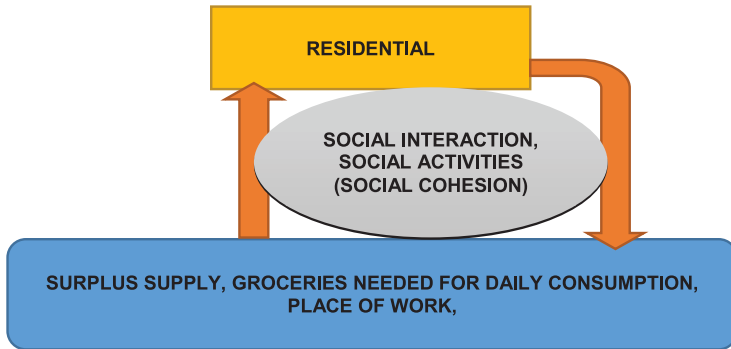 RESIDENTIAL
SOCIAL INTERACTION,
SOCIAL ACTIVITIES
(SOCIAL COHESION)
SURPLUS SUPPLY, GROCERIES NEEDED FOR DAILY CONSUMPTION,
PLACE OF WORK,